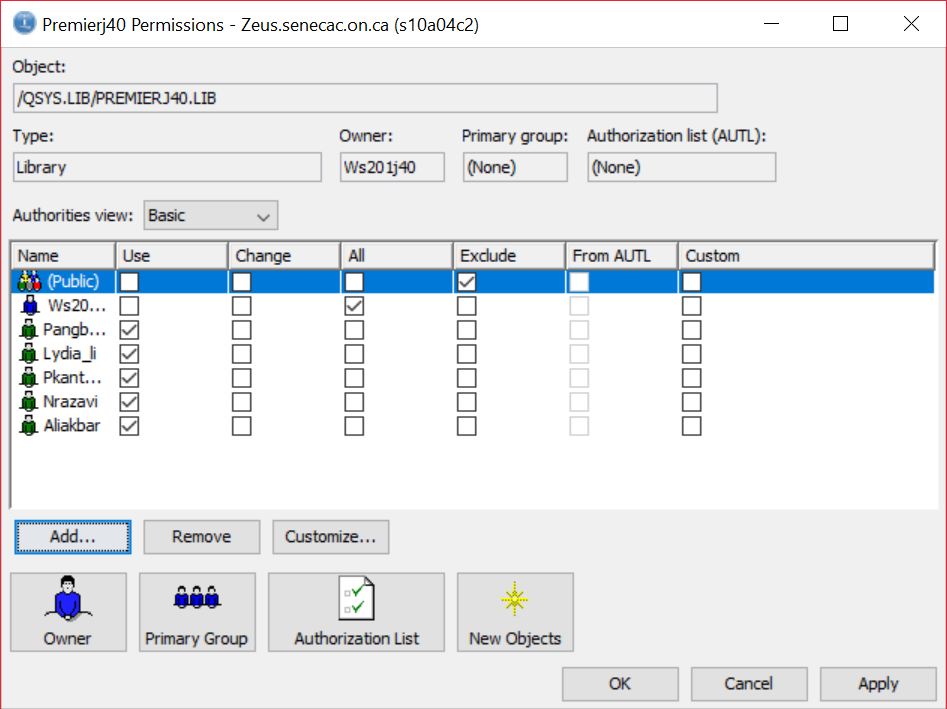 Premierj40 Permissions - Zeus.senecac.on.ca (s10a04c2)
Object:
/QSYS.LIB/PREMIERJ40.LIB
Type: Owner: Primary group: Authorization list (AUTL):
Library Ws201j40 (None) (None)
Authorities view: Basic
Name Use Change All Exclude From AUTL Custom
(Public)
Ws20...
Pangb...
Lydia_li
Pkant...
Nrazavi
Aliakbar
Add... Remove Customize...
Owner Primary Group Authorization List New Objects
OK Cancel Apply